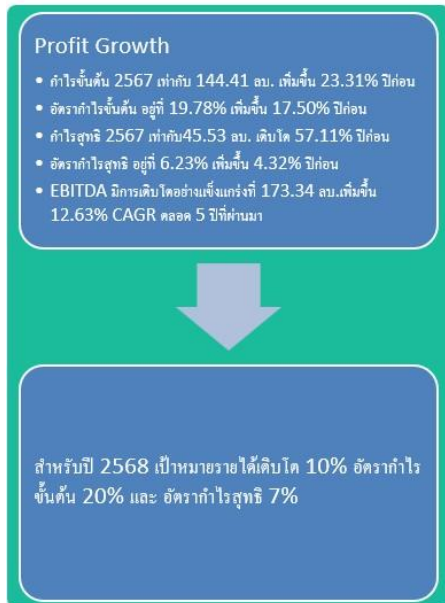 Profit Growth
• กำไรขั้นต้น 2567 เท่ากับ 144.41 ลบ. เพิ่มขึ้น 23.31% ปีก่อน
• อัตรากำไรขั้นต้น อยู่ที่ 19.78% เพิ่มขึ้น 17.50% ปีก่อน
• กำไรสุทธิ 2567 เท่ากับ45.53 ลบ. เติบโต 57.11% ปีก่อน
• อัตรากำไรสุทธิ อยู่ที่ 6.23% เพิ่มขึ้น 4.32% ปีก่อน
• EBITDA มีการเติบโตอย่างแข็งแกร่งที่ 173.34 ลบ.เพิ่มขึ้น
12.63% CAGR ตลอด 5 ปีที่ผ่านมา
สำหรับปี 2568 เป้าหมายรายได้เติบโต 10% อัตรากำไร
ขั้นต้น 20% และ อัตรากำไรสุทธิ 7%